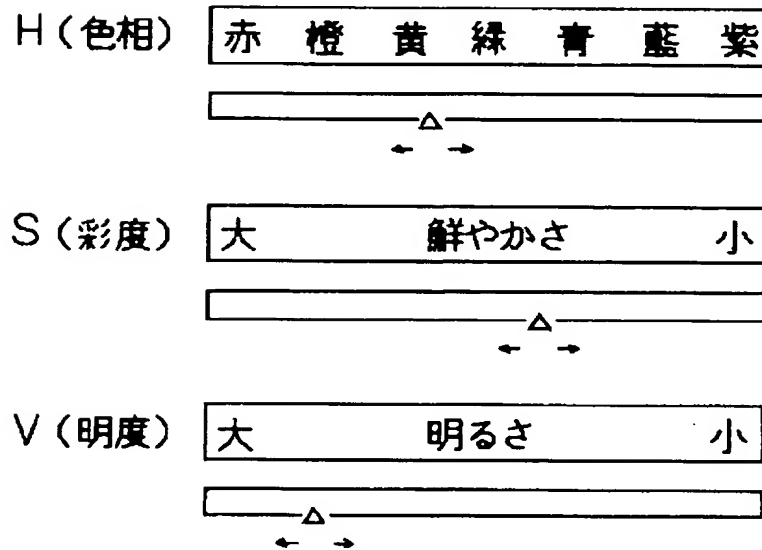 H（色相） 赤 橙 黄 緑 青 藍 紫
S（彩度） 大 鮮やかさ 小
V（明度） 大 明るさ 小